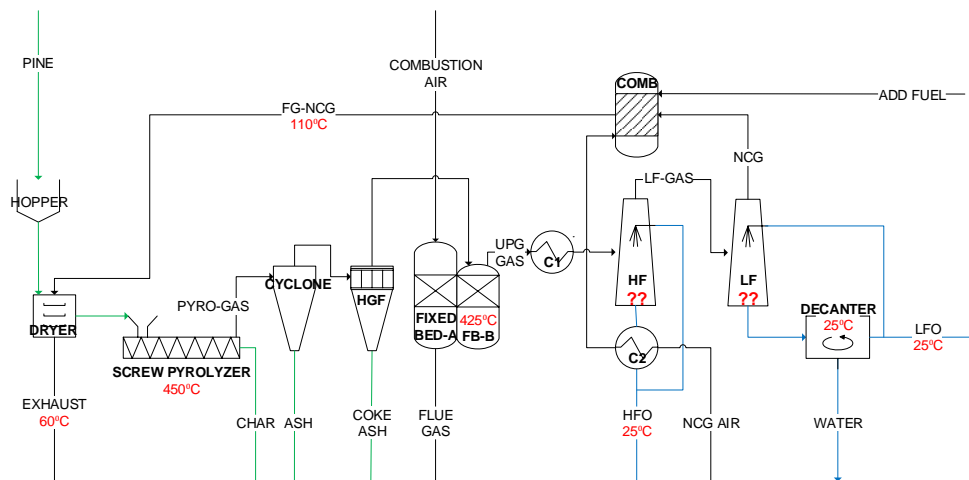 PINE
COMBUSTION
AIR
COMB
ADD FUEL
FG-NCG
110ºC
NCG
LF-GAS
HOPPER
UPG
GAS
C1
CYCLONE
HGF
PYRO-GAS
HF
??
LF
??
DRYER
FIXED
BED-A
425ºC
FB-B
DECANTER
25ºC
LFO
25ºC
SCREW PYROLYZER
450ºC
C2
EXHAUST
60ºC
CHAR
ASH
COKE
ASH
FLUE
GAS
HFO
25ºC
NCG AIR
WATER